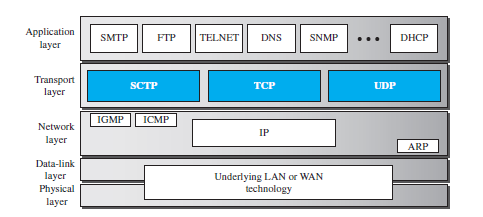 Application
layer
SMTP FTP TELNET DNS SNMP ••• DHCP
Transport
layer
SCTP TCP UDP
IGMP ICMP
Network
layer
IP
ARP
Data-link
layer
Physical
layer
Underlying LAN or WAN
technology